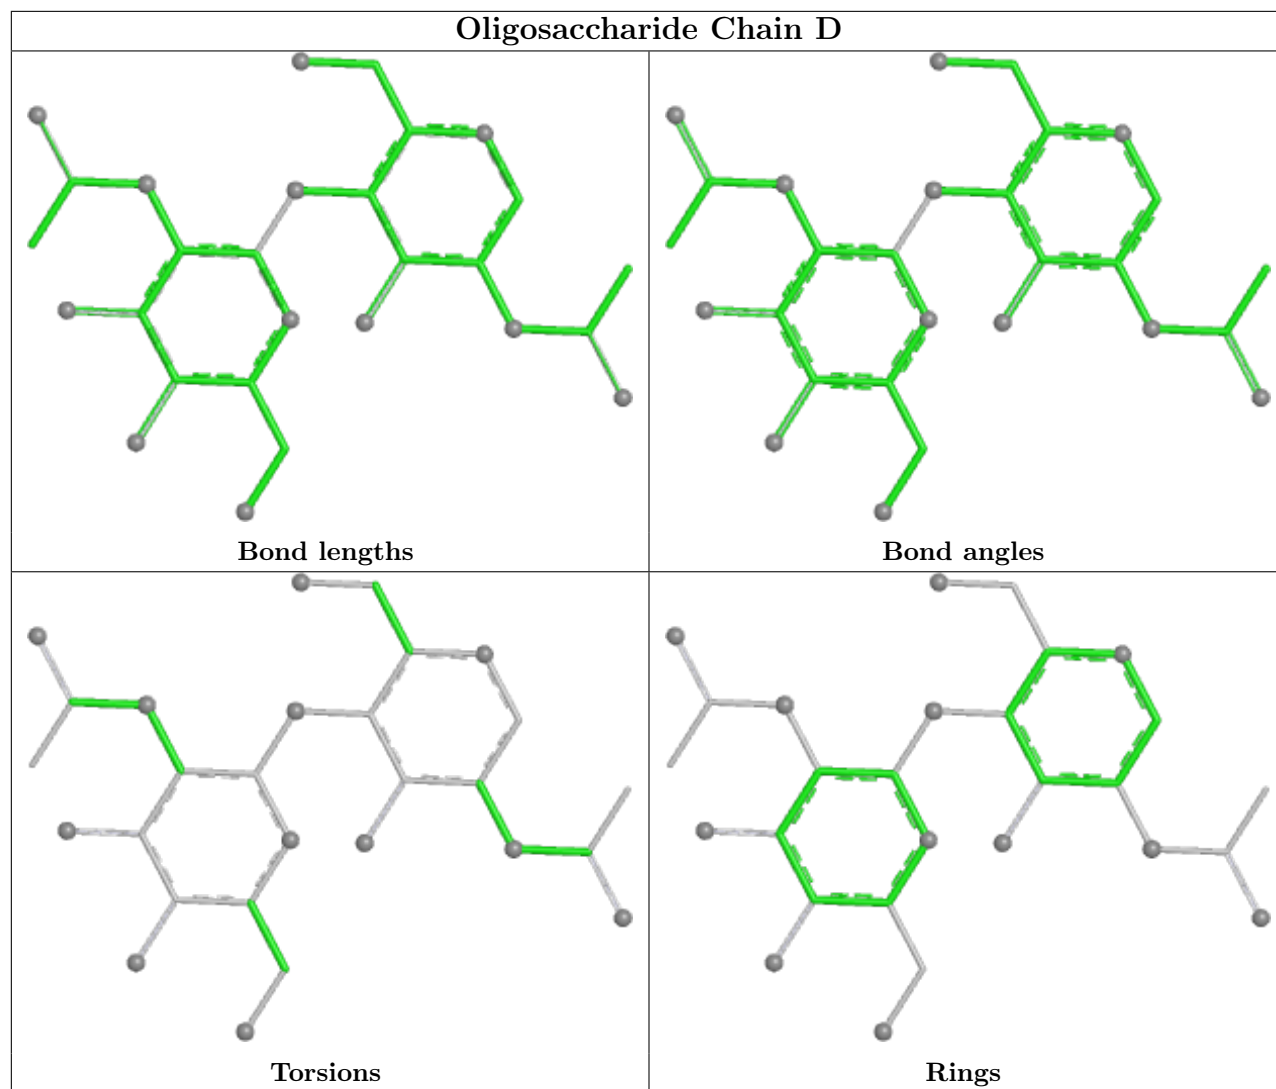 Oligosaccharide Chain D
Bond lengths
Bond angles
Torsions
Rings